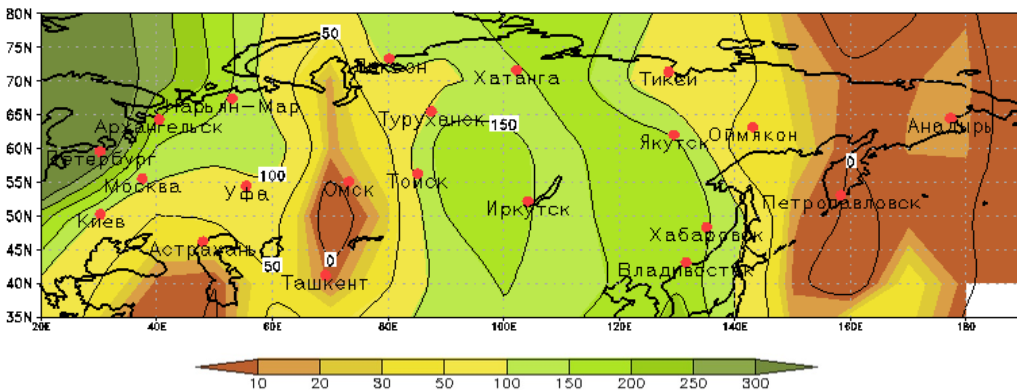 80N
75N
70N
65N
60N
55N
50N
45N
40N
35N
20E 40E 60E 80E 100E 120E 140E 160E 180
50
Диксон
Хатанга
Тикси
Нарьян-Мар
Архангельск
Туруханск
150
Якутск
Оймякон
Анадырь
Петербург
0
Москва
100
Уфа
Омск
Томск
Иркутск
Петропавловск
Киев
Хабаровск
Астрахань
50
0
Ташкент
Владивосток
10 20 30 50 100 150 200 250 300